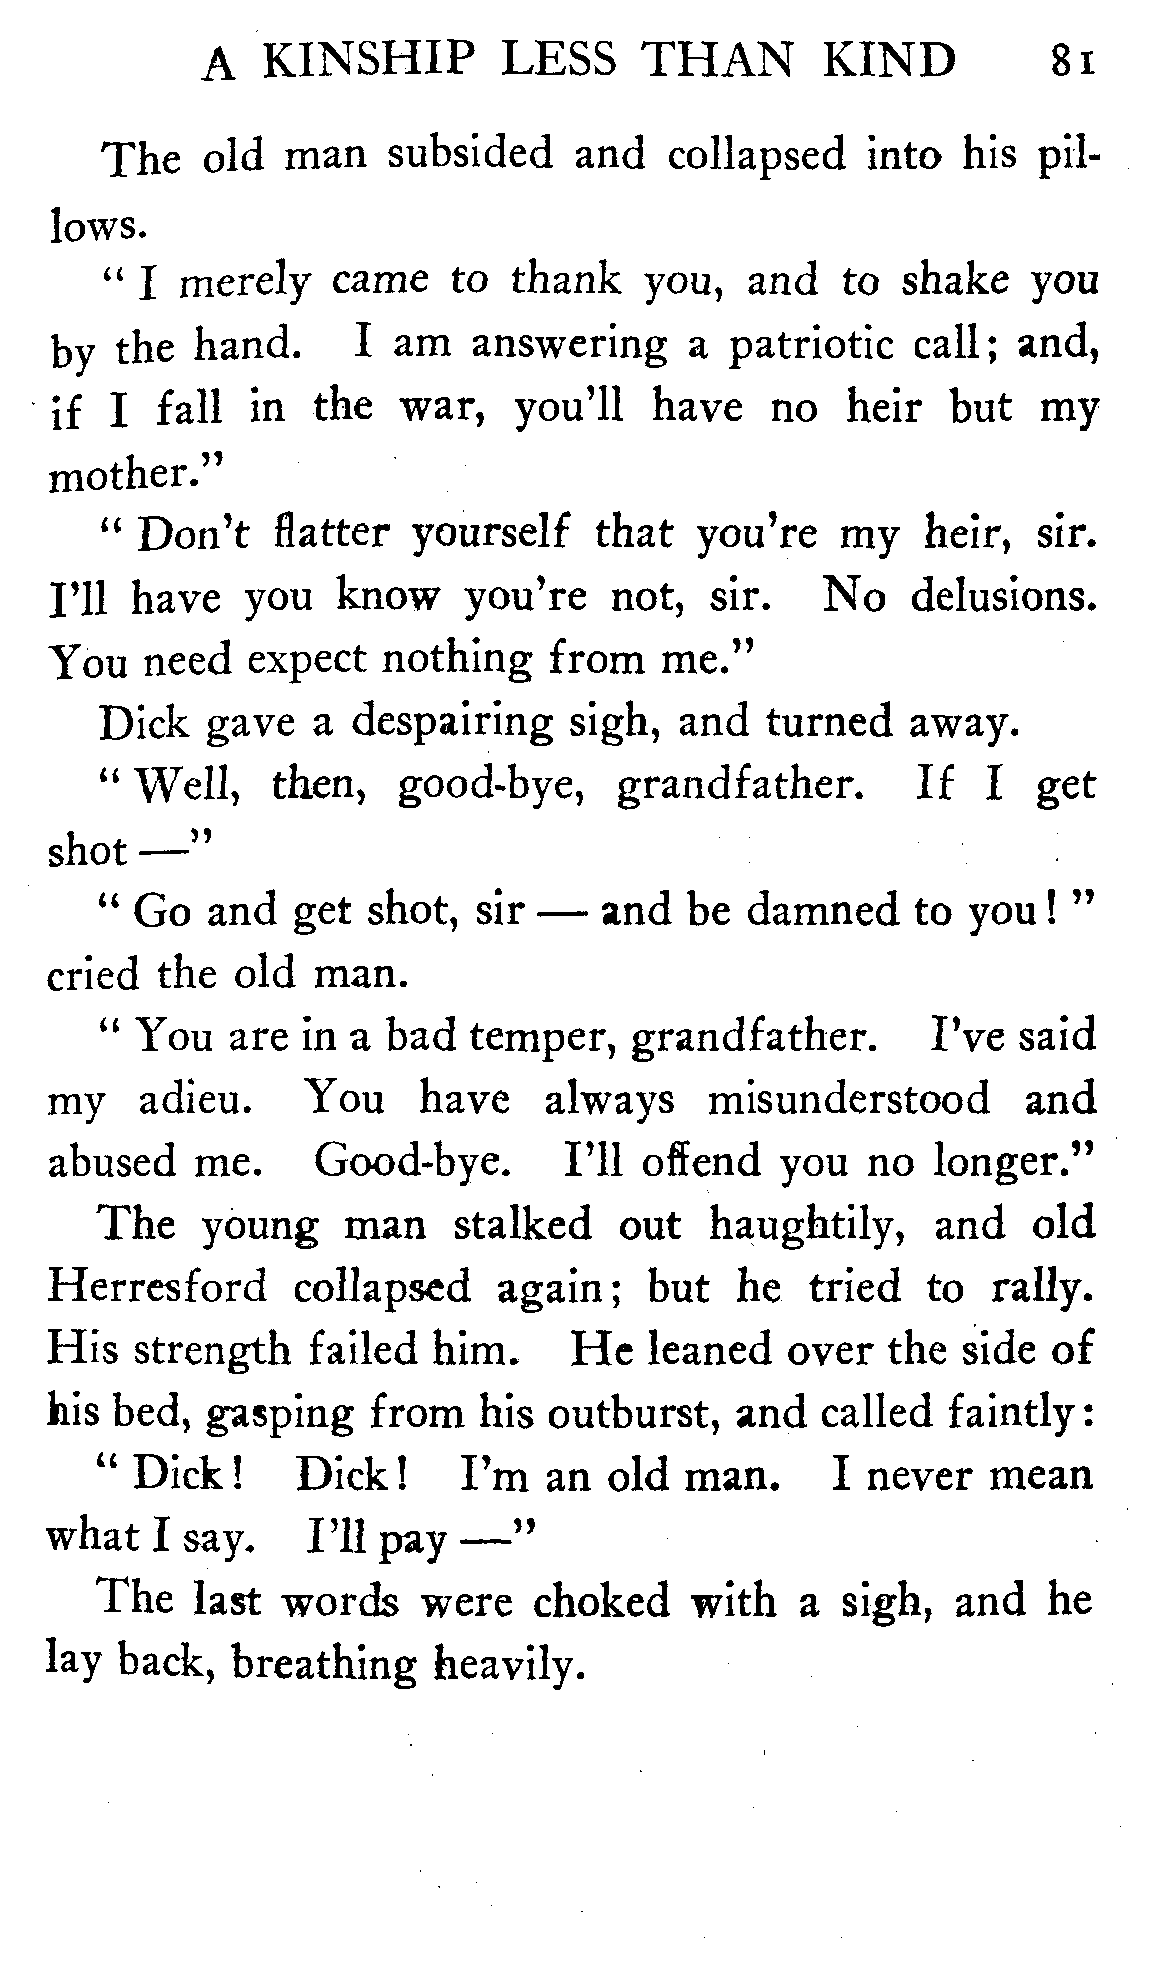 A KINSHIP LESS THAN KIND 81
The old man subsided and collapsed into his pil-
lows.
" I merely came to thank you, and to shake you
by the hand. I am answering a patriotic call; and,
if I fall in the war, you'll have no heir but my
mother."
" Don't flatter yourself that you're my heir, sir.
I'll have you know you're not, sir. No delusions.
You need expect nothing from me."
Dick gave a despairing sigh, and turned away.
" Well, then, good-bye, grandfather. If I get
shot —"
" Go and get shot, sir — and be damned to you! "
cried the old man.
" You are in a bad temper, grandfather. I've said
my adieu. You have always misunderstood and
abused me. Good-bye. I'll offend you no longer."
The young man stalked out haughtily, and old
Herresford collapsed again; but he tried to rally.
His strength failed him. He leaned over the side of
his bed, gasping from his outburst, and called faintly:
" Dick! Dick! I'm an old man. I never mean
what I say. I'll pay —"
The last words were choked with a sigh, and he
lay back, breathing heavily.